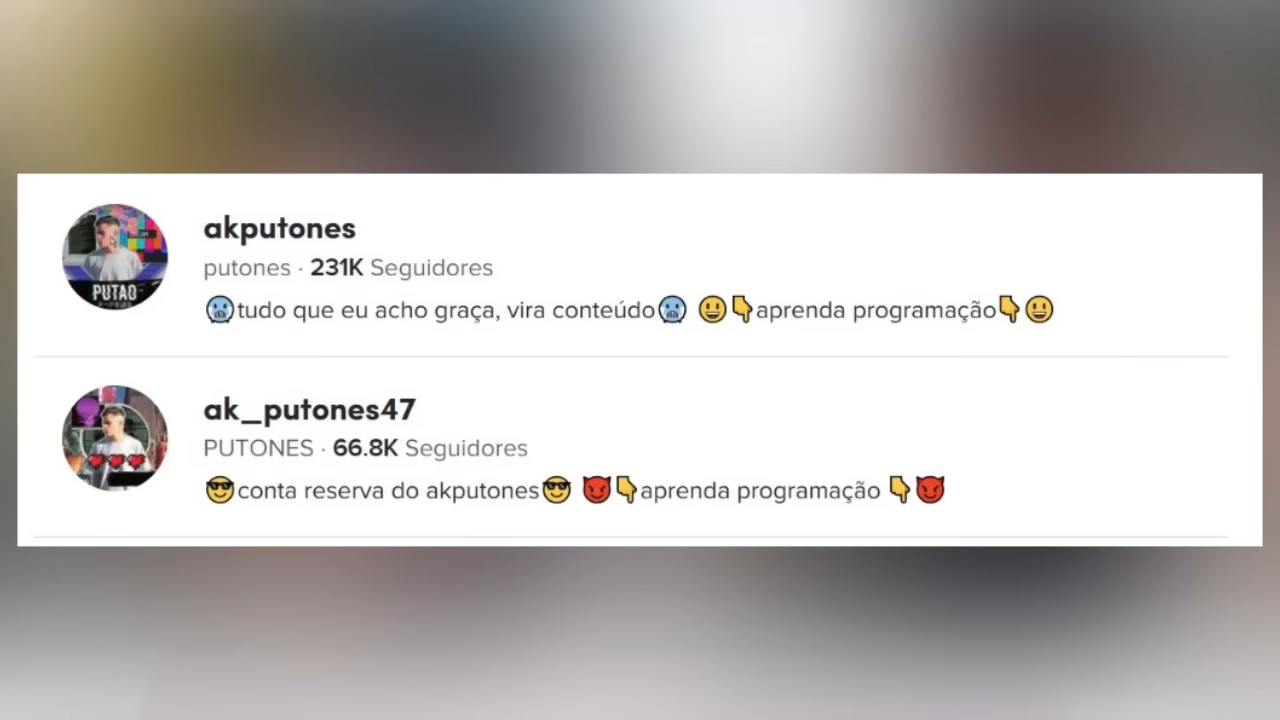 akputones
putones · 231K Seguidores
🥶tudo que eu acho graça, vira conteúdo🥶 😀👇aprenda programação👇😀
PUTAO
ak_putones47
PUTONES · 66.8K Seguidores
😎conta reserva do akputones😎 😈👇aprenda programação 👇😈